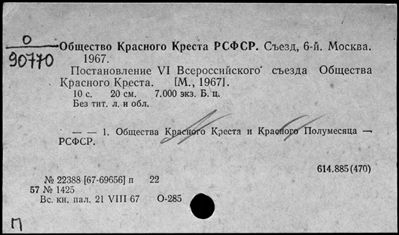 О
90770
Общество Красного Креста РСФСР. Съезд, 6-й. Москва.
1967.
Постановление VI Всероссийского съезда Общества
Красного Креста. [М., 1967].
10 с. 20 см. 7.000 экз. Б. ц.
Без тит. л. и обл.
— — 1. Общества Красного Креста и Красного Полумесяца —
РСФСР.
614.885(470)
№ 22388 [67-69656] п 22
57 № 1425
Вс. кн. пал. 21 VIII 67 О-285
П